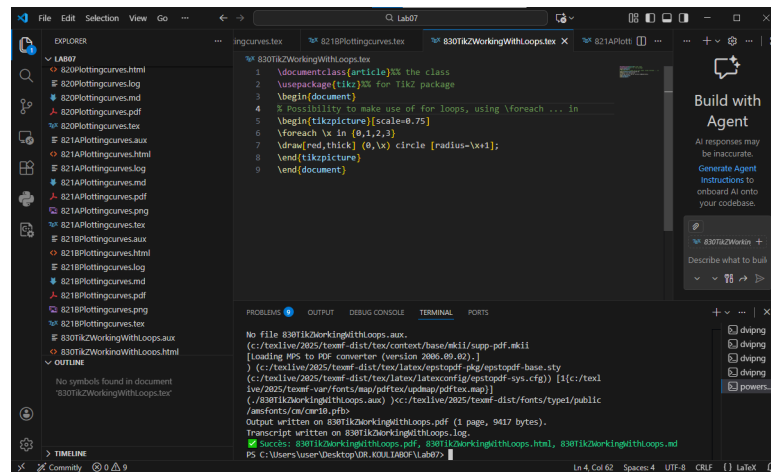 File Edit Selection View Go ...
Lab07
EXPLORER
LAB07
820Plottingcurves.html
820Plottingcurves.log
820Plottingcurves.md
820Plottingcurves.pdf
820Plottingcurves.tex
821APlottingcurves.aux
821APlottingcurves.html
821APlottingcurves.log
821APlottingcurves.md
821APlottingcurves.pdf
821APlottingcurves.png
821APlottingcurves.tex
821BPlottingcurves.aux
821BPlottingcurves.html
821BPlottingcurves.log
821BPlottingcurves.md
821BPlottingcurves.pdf
821BPlottingcurves.png
821BPlottingcurves.tex
830TikZWorkingWithLoops.aux
830TikZWorkingWithLoops.html
OUTLINE
No symbols found in document
'830TikZWorkingWithLoops.tex'
TIMELINE
ingcurves.tex
821BPlottingcurves.tex
830TikZWorkingWithLoops.tex
821APlotti
830TikZWorkingWithLoops.tex
1 \documentclass{article}%% the class
2 \usepackage{tikz}%% for TikZ package
3 \begin{document}
4 % Possibility to make use of for loops, using \foreach ... in
5 \begin{tikzpicture}[scale=0.75]
6 \foreach \x in {0,1,2,3}
7 \draw[red,thick] (0,\x) circle [radius=\x+1];
8 \end{tikzpicture}
9 \end{document}
PROBLEMS 9 OUTPUT DEBUG CONSOLE TERMINAL PORTS
No file 830TikZWorkingWithLoops.aux.
(c:/texlive/2025/texmf-dist/tex/context/base/mkii/supp-pdf.mkii
[Loading MPS to PDF converter (version 2006.09.02).]
) (c:/texlive/2025/texmf-dist/tex/latex/epstopdf-pkg/epstopdf-base.sty
(c:/texlive/2025/texmf-dist/tex/latex/latexconfig/epstopdf-sys.cfg)) [1{c:/texl
ive/2025/texmf-var/fonts/map/pdftex/updmap/pdftex.map}]
(./830TikZWorkingWithLoops.aux) )<c:/texlive/2025/texmf-dist/fonts/type1/public
/amsfonts/cm/cmr10.pfb>
Output written on 830TikZWorkingWithLoops.pdf (1 page, 9417 bytes).
Transcript written on 830TikZWorkingWithLoops.log.
Succès: 830TikZWorkingWithLoops.pdf, 830TikZWorkingWithLoops.html, 830TikZWorkingWithLoops.md
PS C:\Users\user\Desktop\DR.KOULIABOF\Lab07>
dvipng
dvipng
dvipng
dvipng
powers...
Build with
Agent
AI responses may
be inaccurate.
Generate Agent
Instructions to
onboard AI onto
your codebase.
830TikZWorkin +
Describe what to buil
Commitly 0 9
Ln 4, Col 62 Spaces: 4 UTF-8 CRLF {} LaTeX